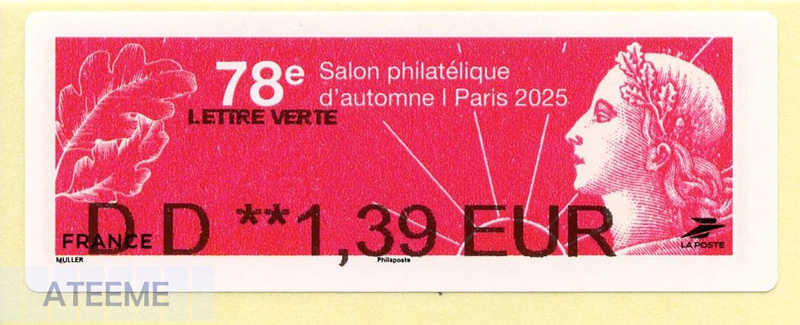 78e Salon philatélique
d'automne | Paris 2025
LETTRE VERTE
D D **1,39 EUR
FRANCE
LA POSTE
MULLER
Philaposte
ATEEME